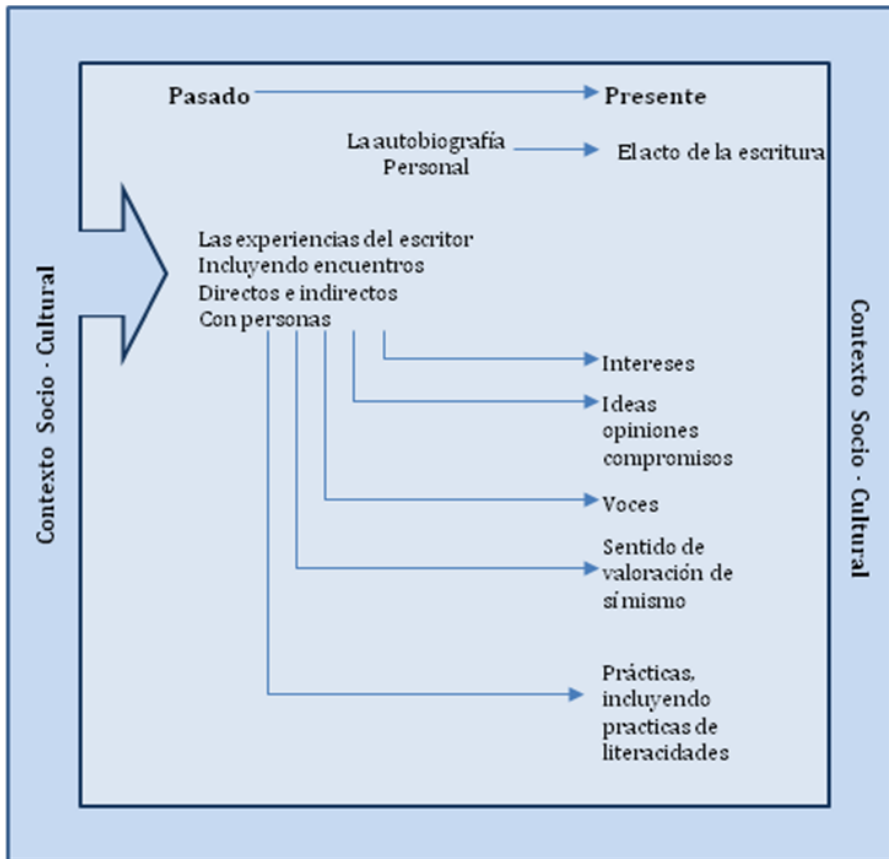 Pasado
Presente
La autobiografía
Personal
El acto de la escritura
Las experiencias del escritor
Incluyendo encuentros
Directos e indirectos
Con personas
Intereses
Ideas
opiniones
compromisos
Voces
Sentido de
valoración de
sí mismo
Prácticas,
incluyendo
practicas de
literacidades
Contexto Socio - Cultural
Contexto Socio - Cultural